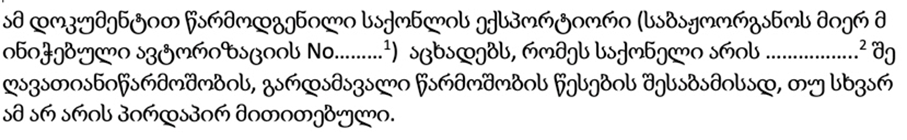 ამ დოკუმენტით წარმოდგენილი საქონლის ექსპორტიორი (საბაჟოორგანოს მიერ მ
ინიჭებული ავტორიზაციის No.........¹) აცხადებს, რომეს საქონელი არის .................² შე
ღავათიანიწარმოშობის, გარდამავალი წარმოშობის წესების შესაბამისად, თუ სხვარ
ამ არ არის პირდაპირ მითითებული.